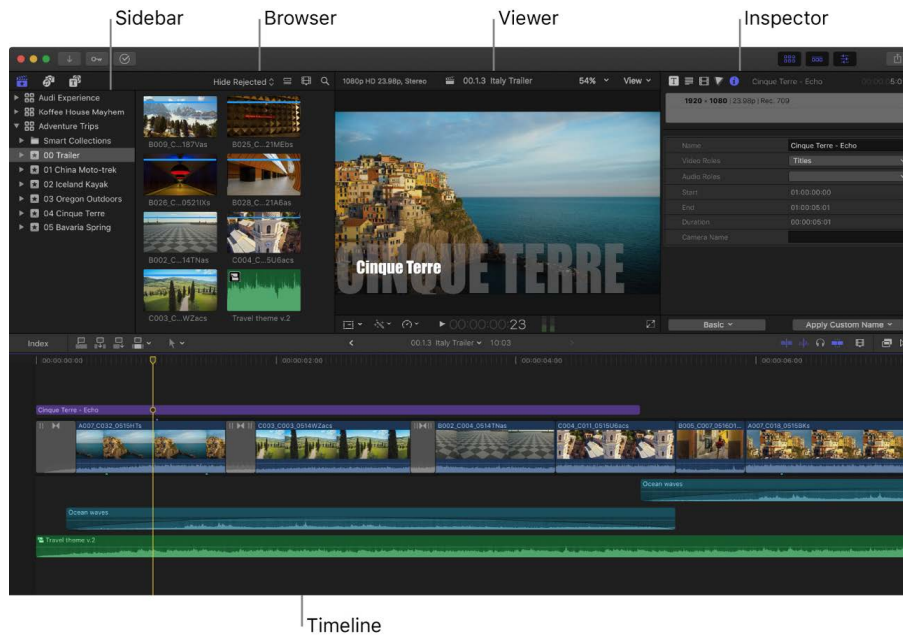 Sidebar
Browser
Viewer
Inspector
Hide Rejected
1080p HD 23.98p, Stereo
00.1.3 Italy Trailer
54%
View
Cinque Terre - Echo
Audi Experience
Koffee House Mayhem
Adventure Trips
Smart Collections
00 Trailer
01 China Moto-trek
02 Iceland Kayak
03 Oregon Outdoors
04 Cinque Terre
05 Bavaria Spring
B009_C...187Vas
B025_C...21MEbs
B026_C...0521IXs
B028_C...21A6as
B002_C...14TNas
C004_C...5U6acs
C003_C...WZacs
Travel theme v.2
CINQUE TERRE
Cinque Terre
00:00:00:00:23
1920 × 1080 | 23.98p | Rec. 709
Name
Cinque Terre - Echo
Video Roles
Titles
Audio Roles
Start
01:00:00:00
End
01:00:05:01
Duration
00:00:05:01
Camera Name
Basic
Apply Custom Name
Index
00.1.3 Italy Trailer
10:03
00:00:00:00
00:00:02:00
00:00:04:00
00:00:06:00
Cinque Terre - Echo
A007_C032_0515HTs
C003_C003_0514WZacs
B002_C004_0514TNas
C004_C011_0515U6acs
B005_C007_0516D1...
A007_C018_0515BKs
Ocean waves
Ocean waves
Travel theme v.2
Timeline